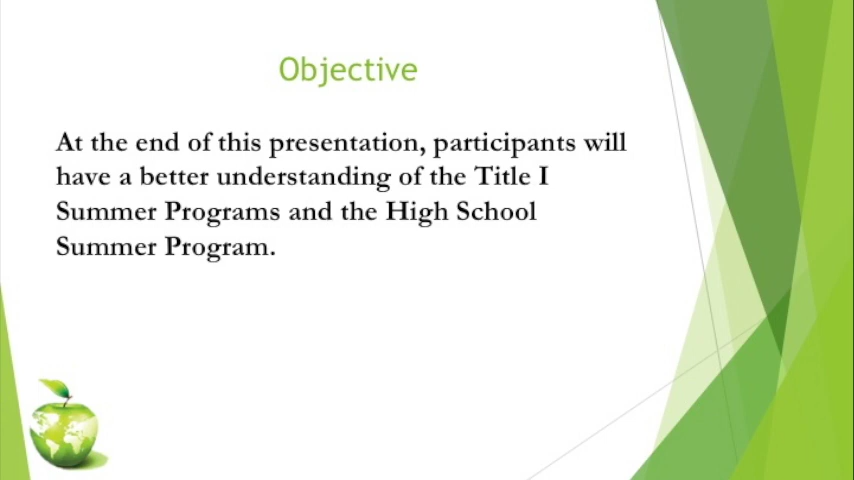 Objective
At the end of this presentation, participants will
have a better understanding of the Title I
Summer Programs and the High School
Summer Program.